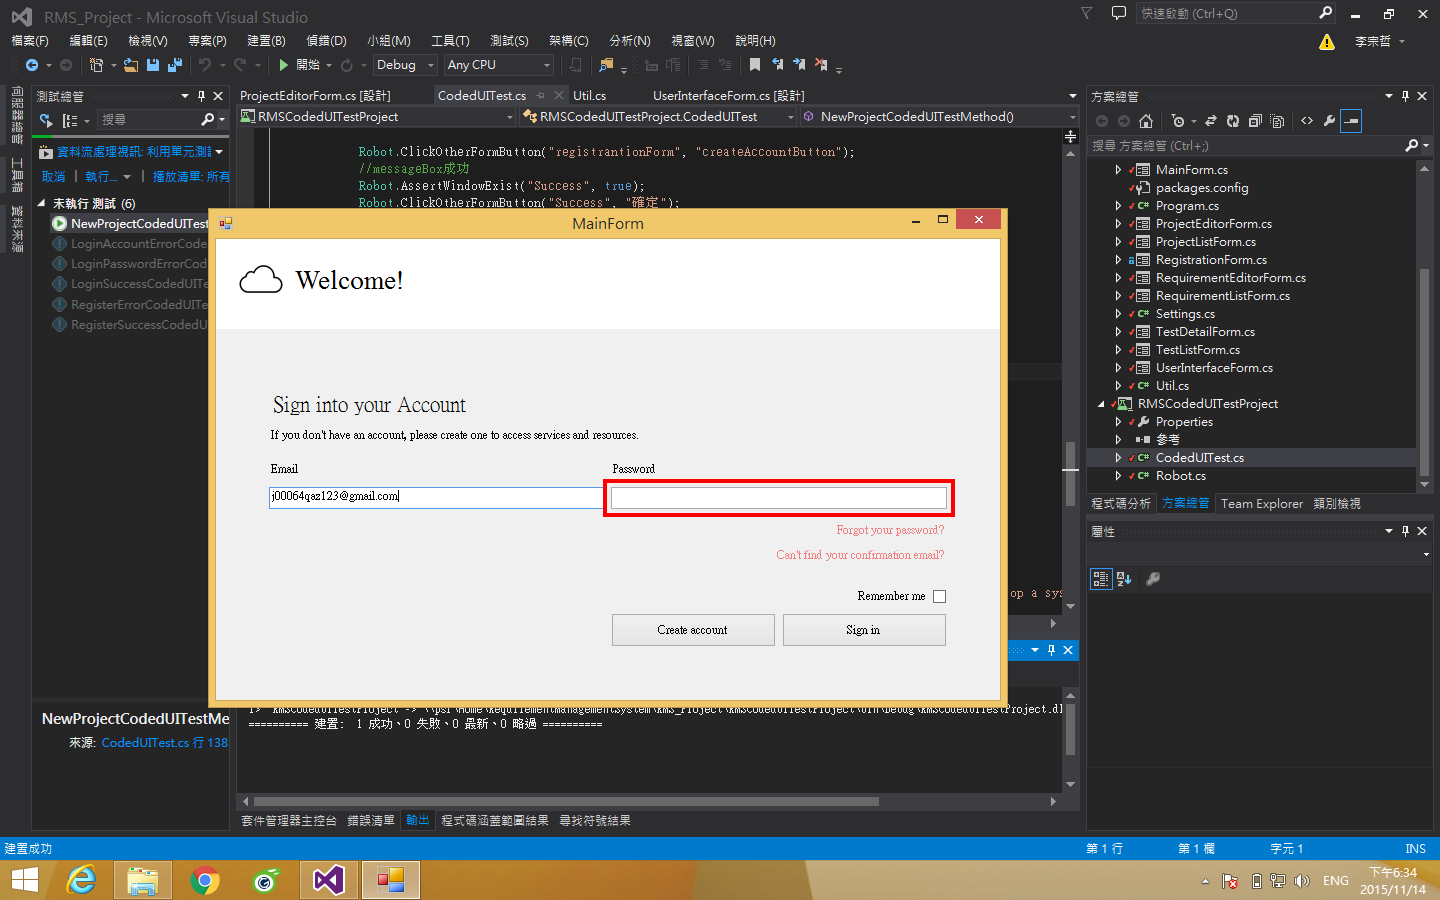 RMS_Project - Microsoft Visual Studio
快速啟動 (Ctrl+Q)
檔案(F) 編輯(E) 檢視(V) 專案(P) 建置(B) 偵錯(D) 小組(M) 工具(T) 測試(S) 架構(C) 分析(N) 視窗(W) 說明(H)
李宗哲
開始 Debug Any CPU
伺服器總管
工具箱
資料來源
測試總管
搜尋
資料流處理視訊: 利用單元測試
取消 | 執行... | 播放清單: 所有
未執行 測試 (6)
NewProjectCodedUITest
LoginAccountErrorCode
LoginPasswordErrorCod
LoginSuccessCodedUITe
RegisterErrorCodedUITe
RegisterSuccessCodedU
NewProjectCodedUITestMe
來源: CodedUITest.cs 行 138
ProjectEditorForm.cs [設計] CodedUITest.cs Util.cs UserInterfaceForm.cs [設計]
RMSCodedUITestProject RMSCodedUITestProject.CodedUITest NewProjectCodedUITestMethod()
Robot.ClickOtherFormButton("registrantionForm", "createAccountButton");
//messageBox成功
Robot.AssertWindowExist("Success", true);
Robot.ClickOtherFormButton("Success", "確定");
MainForm
Welcome!
Sign into your Account
If you don't have an account, please create one to access services and resources.
Email Password
j00064qaz123@gmail.com
Forgot your password?
Can't find your confirmation email?
Remember me
Create account Sign in
op a sys
1> RMSCodedUITestProject -> \\psf\Home\RequirementManagementSystem\RMS_Project\RMSCodedUITestProject\bin\Debug\RMSCodedUITestProject.dl
========== 建置: 1 成功、0 失敗、0 最新、0 略過 ==========
套件管理器主控台 錯誤清單 輸出 程式碼涵蓋範圍結果 尋找符號結果
方案總管
搜尋 方案總管 (Ctrl+;)
MainForm.cs
packages.config
Program.cs
ProjectEditorForm.cs
ProjectListForm.cs
RegistrationForm.cs
RequirementEditorForm.cs
RequirementListForm.cs
Settings.cs
TestDetailForm.cs
TestListForm.cs
UserInterfaceForm.cs
Util.cs
RMSCodedUITestProject
Properties
參考
CodedUITest.cs
Robot.cs
程式碼分析 方案總管 Team Explorer 類別檢視
屬性
建置成功 第 1 行 第 1 欄 字元 1 INS
ENG
下午 6:34
2015/11/14